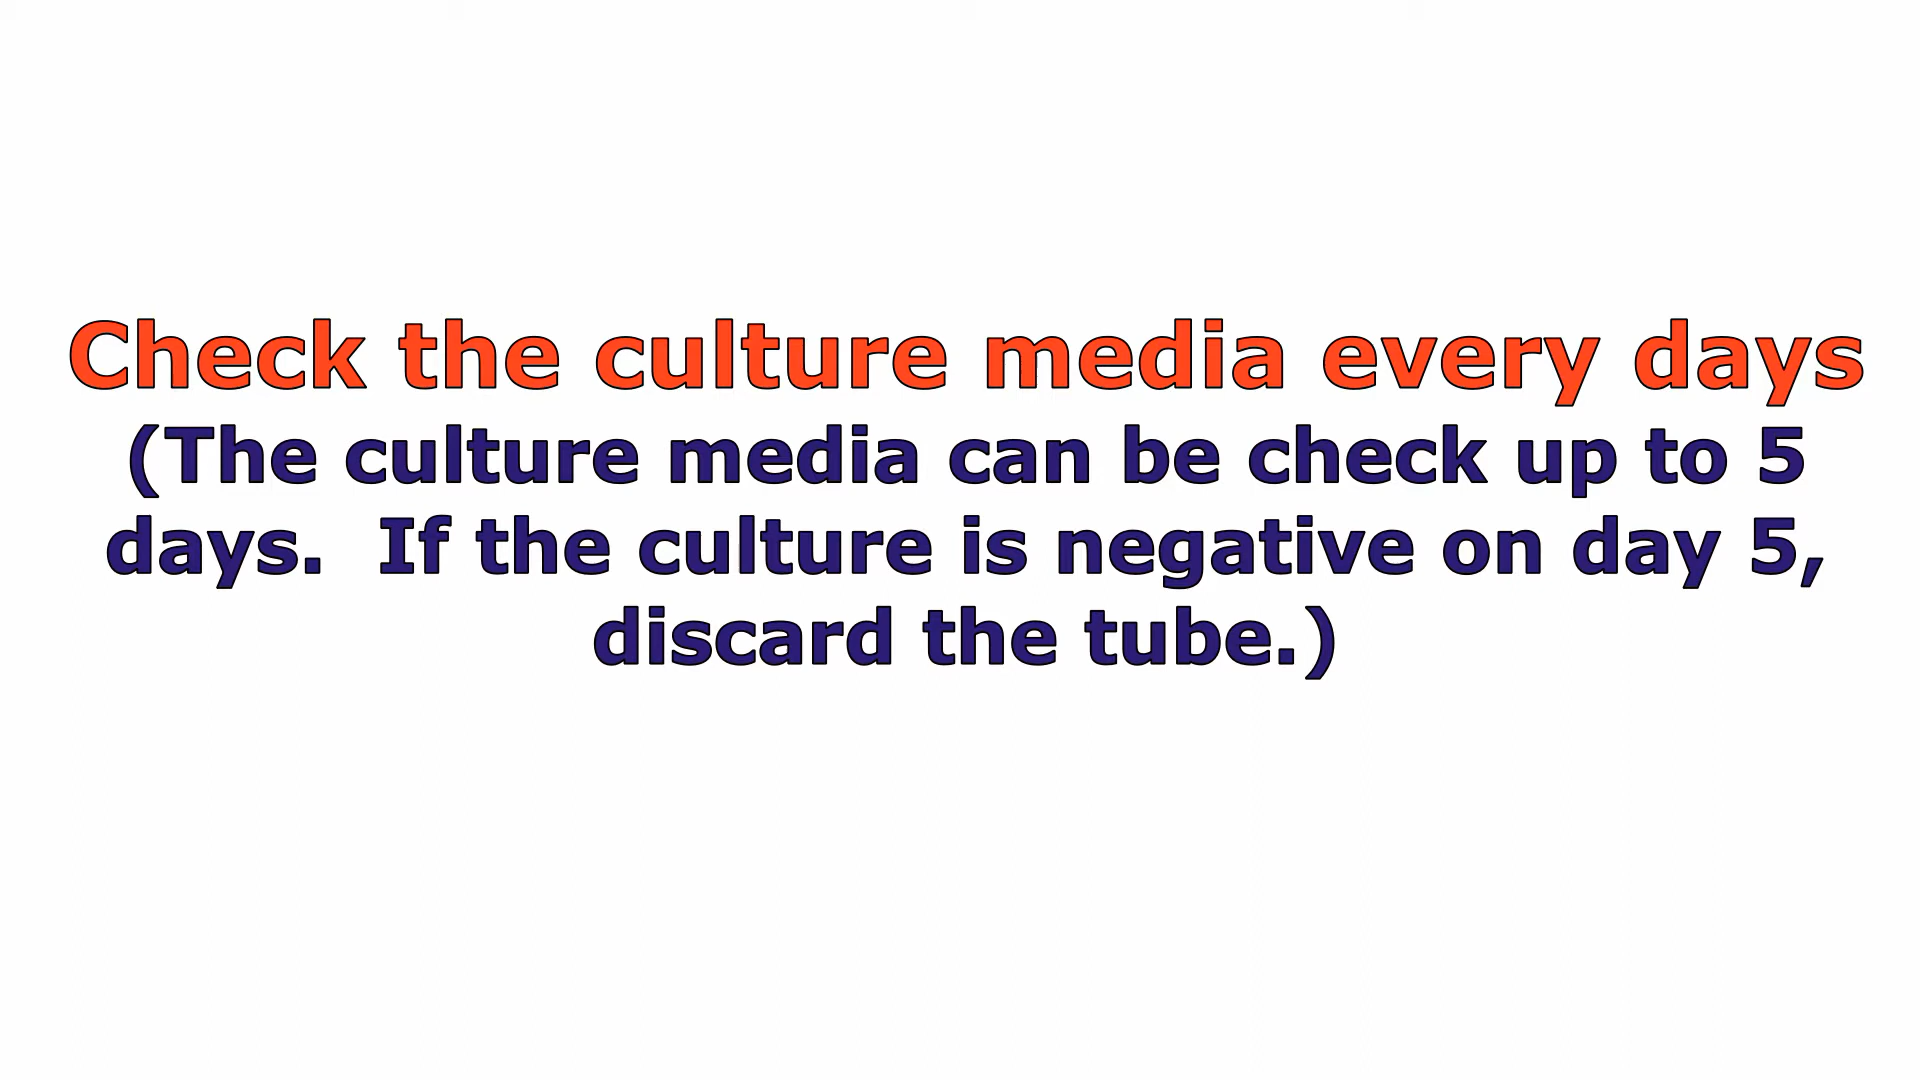 Check the culture media every days
(The culture media can be check up to 5
days.  If the culture is negative on day 5,
discard the tube.)